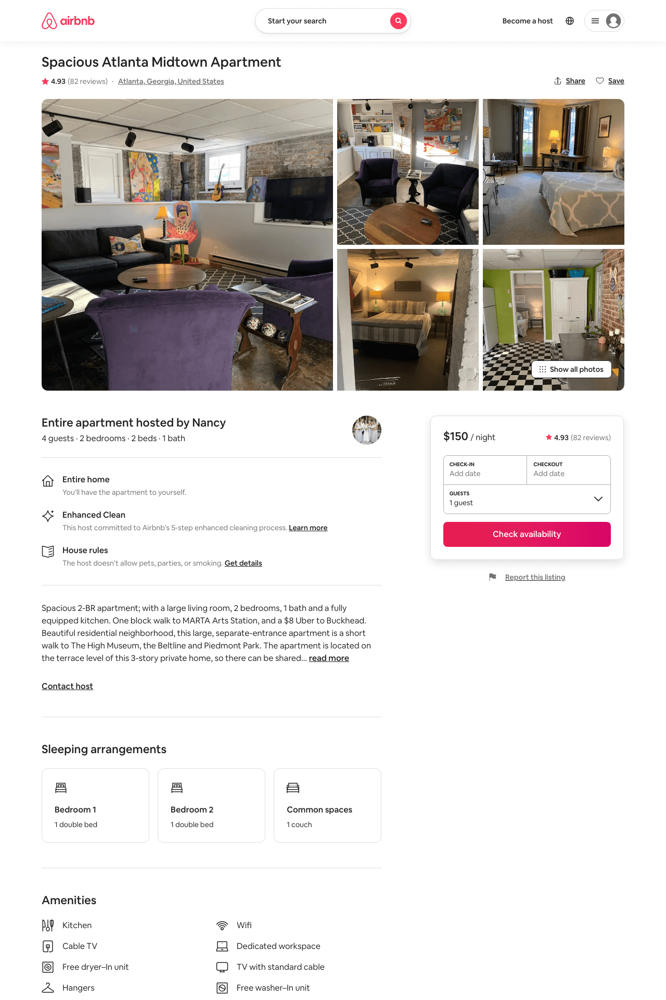 airbnb
Start your search
Become a host
Spacious Atlanta Midtown Apartment
4.93 (82 reviews) · Atlanta, Georgia, United States
Share
Save
Show all photos
Entire apartment hosted by Nancy
4 guests · 2 bedrooms · 2 beds · 1 bath
Entire home
You’ll have the apartment to yourself.
Enhanced Clean
This host committed to Airbnb's 5-step enhanced cleaning process. Learn more
House rules
The host doesn’t allow pets, parties, or smoking. Get details
$150 / night
4.93 (82 reviews)
CHECK-IN
Add date
CHECKOUT
Add date
GUESTS
1 guest
Check availability
Report this listing
Spacious 2-BR apartment; with a large living room, 2 bedrooms, 1 bath and a fully
equipped kitchen. One block walk to MARTA Arts Station, and a $8 Uber to Buckhead.
Beautiful residential neighborhood, this large, separate-entrance apartment is a short
walk to The High Museum, the Beltline and Piedmont Park. The apartment is located on
the terrace level of this 3-story private home, so there can be shared... read more
Contact host
Sleeping arrangements
Bedroom 1
1 double bed
Bedroom 2
1 double bed
Common spaces
1 couch
Amenities
Kitchen
Wifi
Cable TV
Dedicated workspace
Free dryer–In unit
TV with standard cable
Hangers
Free washer–In unit